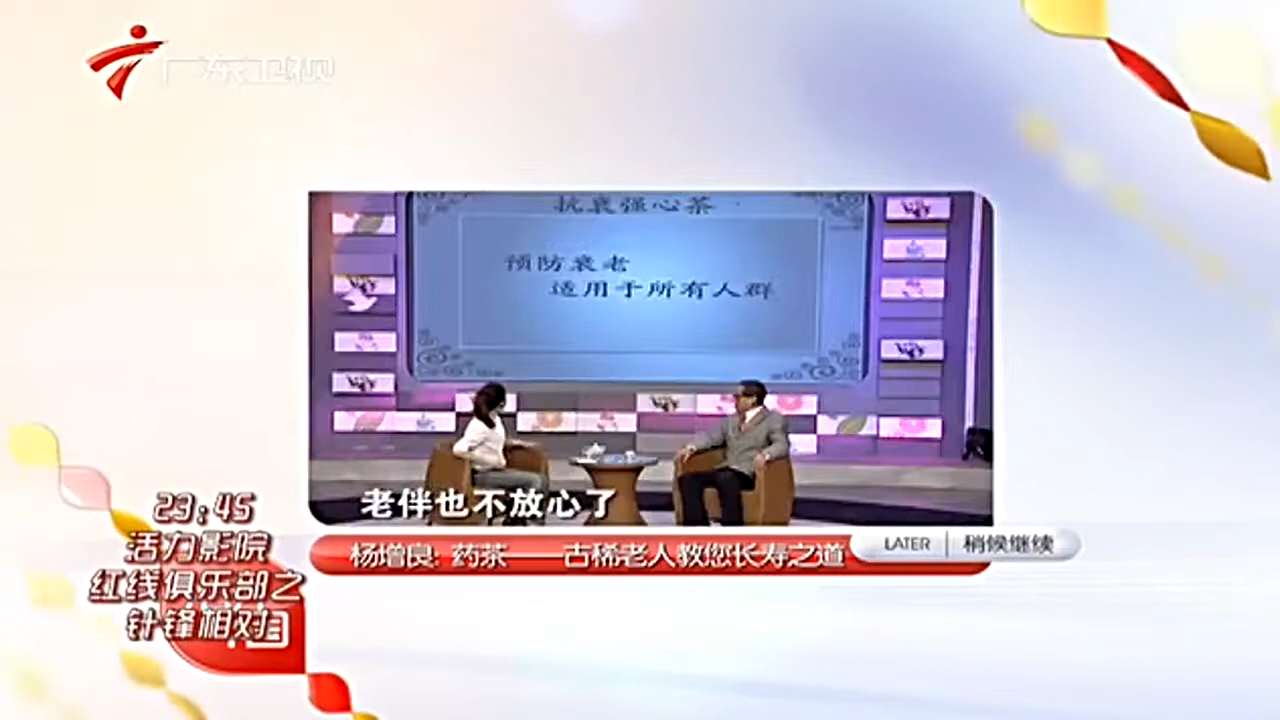 广东卫视
抗衰强心茶
预防衰老
适用于所有人群
老伴也不放心了
杨增良: 药茶——古稀老人教您长寿之道
LATER 稍候继续
23:45
活力影院
红线俱乐部之
针锋相对